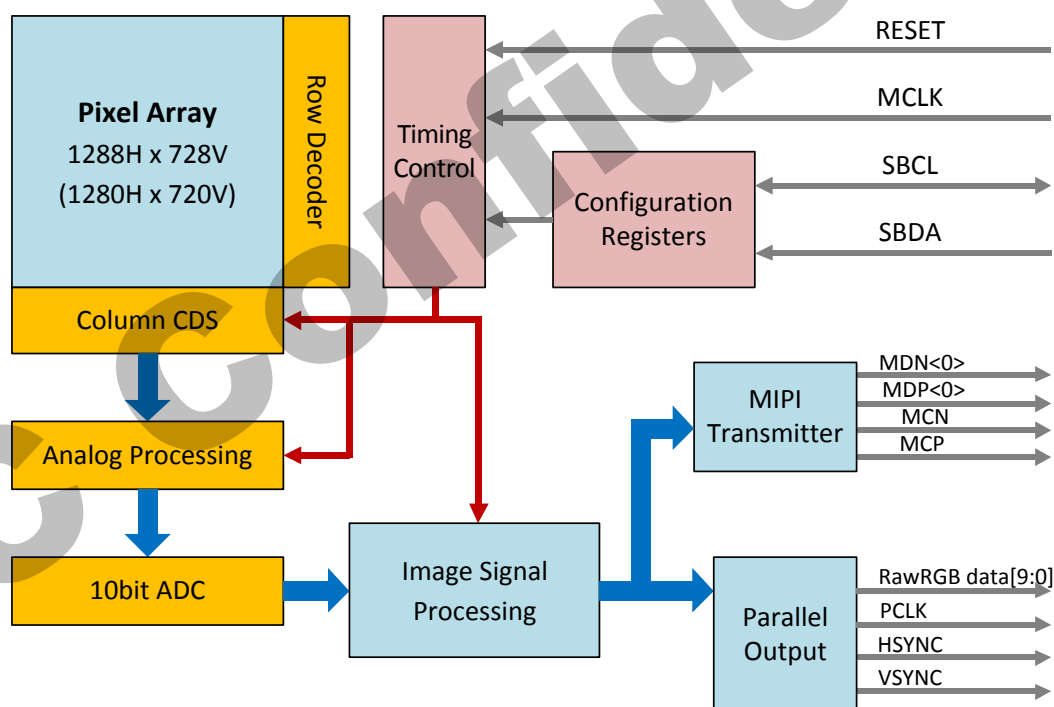 Pixel Array
1288H x 728V
(1280H x 720V)
Row Decoder
Column CDS
Analog Processing
10bit ADC
Timing
Control
Configuration
Registers
RESET
MCLK
SBCL
SBDA
Image Signal
Processing
MIPI
Transmitter
MDN<0>
MDP<0>
MCN
MCP
Parallel
Output
RawRGB data[9:0]
PCLK
HSYNC
VSYNC
C Confide